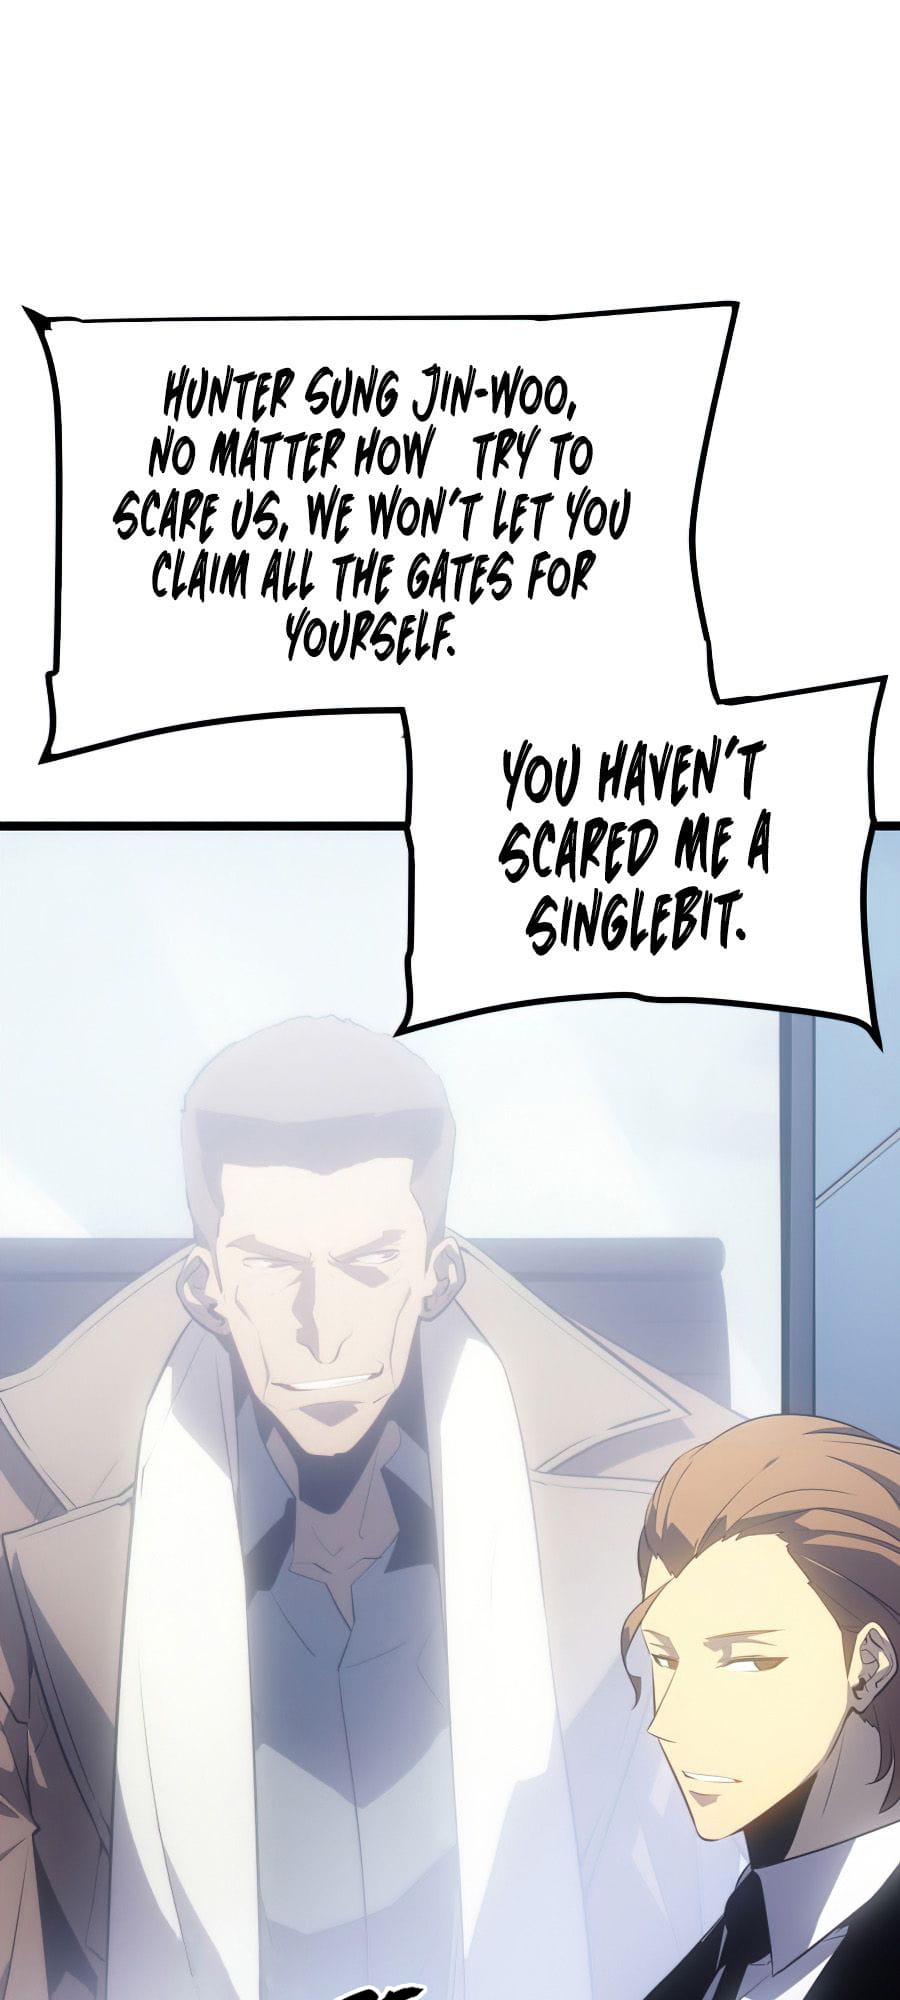 HUNTER SUNG JIN-WOO,
NO MATTER HOW TRY TO
SCARE US, WE WON'T LET YOU
CLAIM ALL THE GATES FOR
YOURSELF.
YOU HAVEN'T
SCARED ME A
SINGLEBIT.